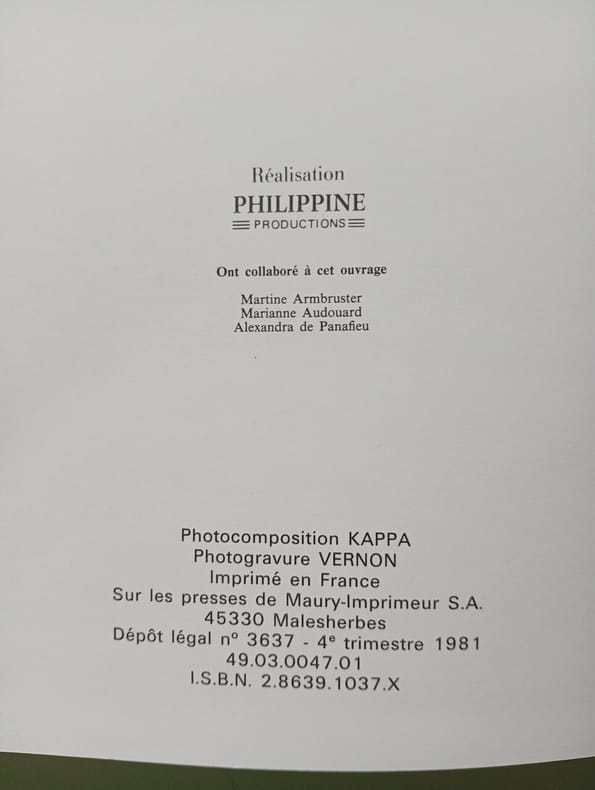 Réalisation
PHILIPPINE
PRODUCTIONS
Ont collaboré à cet ouvrage
Martine Armbruster
Marianne Audouard
Alexandra de Panafieu
Photocomposition KAPPA
Photogravure VERNON
Imprimé en France
Sur les presses de Maury-Imprimeur S.A.
45330 Malesherbes
Dépôt légal nº 3637 - 4e trimestre 1981
49.03.0047.01
I.S.B.N. 2.8639.1037.X